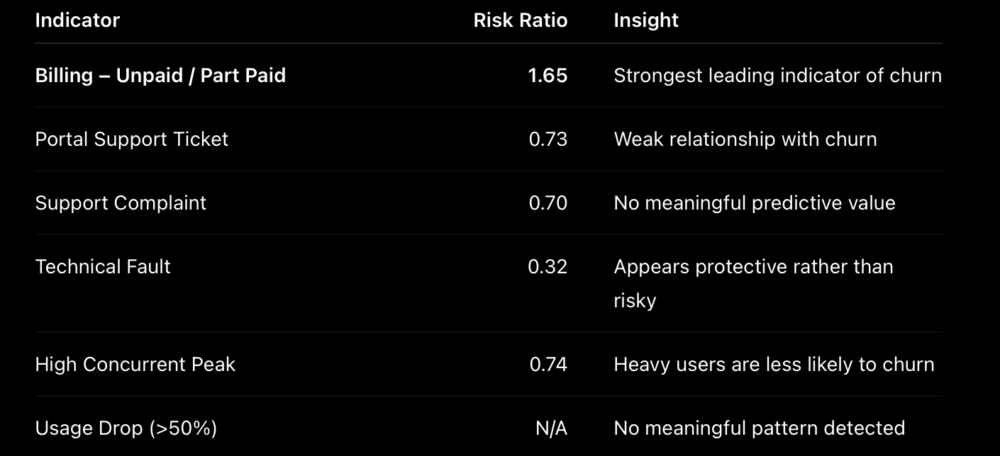 Indicator Risk Ratio Insight
Billing – Unpaid / Part Paid 1.65 Strongest leading indicator of churn
Portal Support Ticket 0.73 Weak relationship with churn
Support Complaint 0.70 No meaningful predictive value
Technical Fault 0.32 Appears protective rather than
risky
High Concurrent Peak 0.74 Heavy users are less likely to churn
Usage Drop (>50%) N/A No meaningful pattern detected